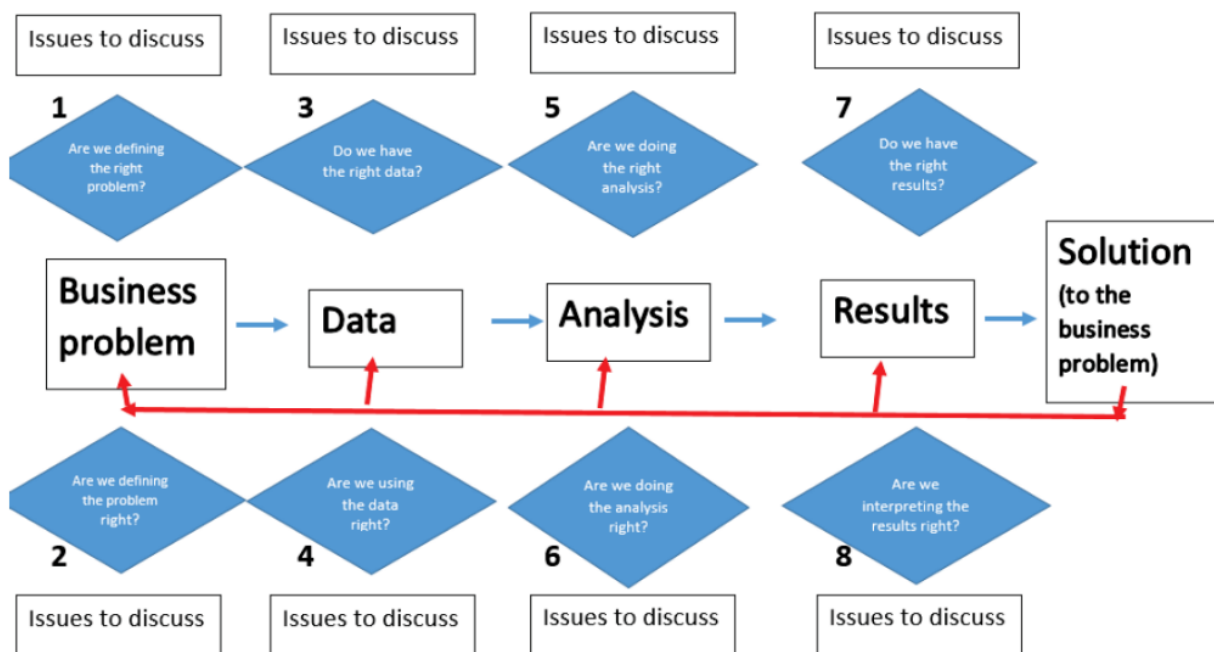 Issues to discuss
Issues to discuss
Issues to discuss
Issues to discuss
1
3
5
7
Are we defining
the right
problem?
Do we have
the right data?
Are we doing
the right
analysis?
Do we have
the right
results?
Business
problem
Data
Analysis
Results
Solution
(to the
business
problem)
Are we defining
the problem
right?
Are we using
the data
right?
Are we doing
the analysis
right?
Are we
interpreting the
results right?
2
4
6
8
Issues to discuss
Issues to discuss
Issues to discuss
Issues to discuss